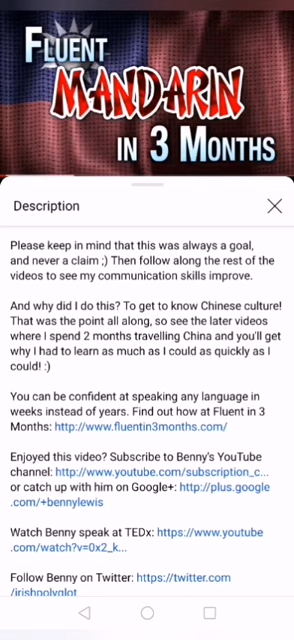 FLUENT
MANDARIN
IN 3 MONTHS
Description
Please keep in mind that this was always a goal,
and never a claim ;) Then follow along the rest of the
videos to see my communication skills improve.
And why did I do this? To get to know Chinese culture!
That was the point all along, so see the later videos
where I spend 2 months travelling China and you'll get
why I had to learn as much as I could as quickly as I
could! :)
You can be confident at speaking any language in
weeks instead of years. Find out how at Fluent in 3
Months: http://www.fluentin3months.com/
Enjoyed this video? Subscribe to Benny's YouTube
channel: http://www.youtube.com/subscription_c...
or catch up with him on Google+: http://plus.google
.com/+bennylewis
Watch Benny speak at TEDx: https://www.youtube
.com/watch?v=0x2_k...
Follow Benny on Twitter: https://twitter.com
/irishpolyglot